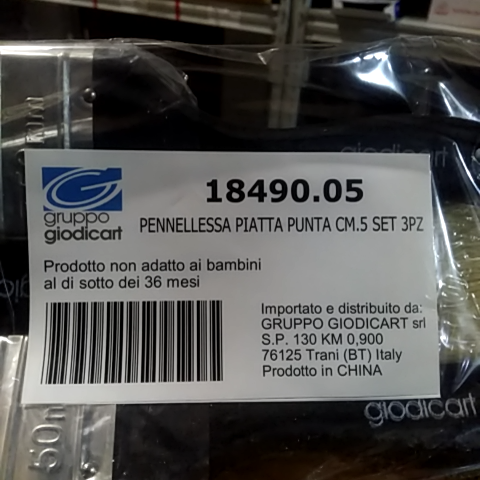 giodicart
gruppo
giodicart
18490.05
PENNELLESSA PIATTA PUNTA CM.5 SET 3PZ
Prodotto non adatto ai bambini
al di sotto dei 36 mesi
Importato e distribuito da:
GRUPPO GIODICART srl
S.P. 130 KM 0,900
76125 Trani (BT) Italy
Prodotto in CHINA
giodicart